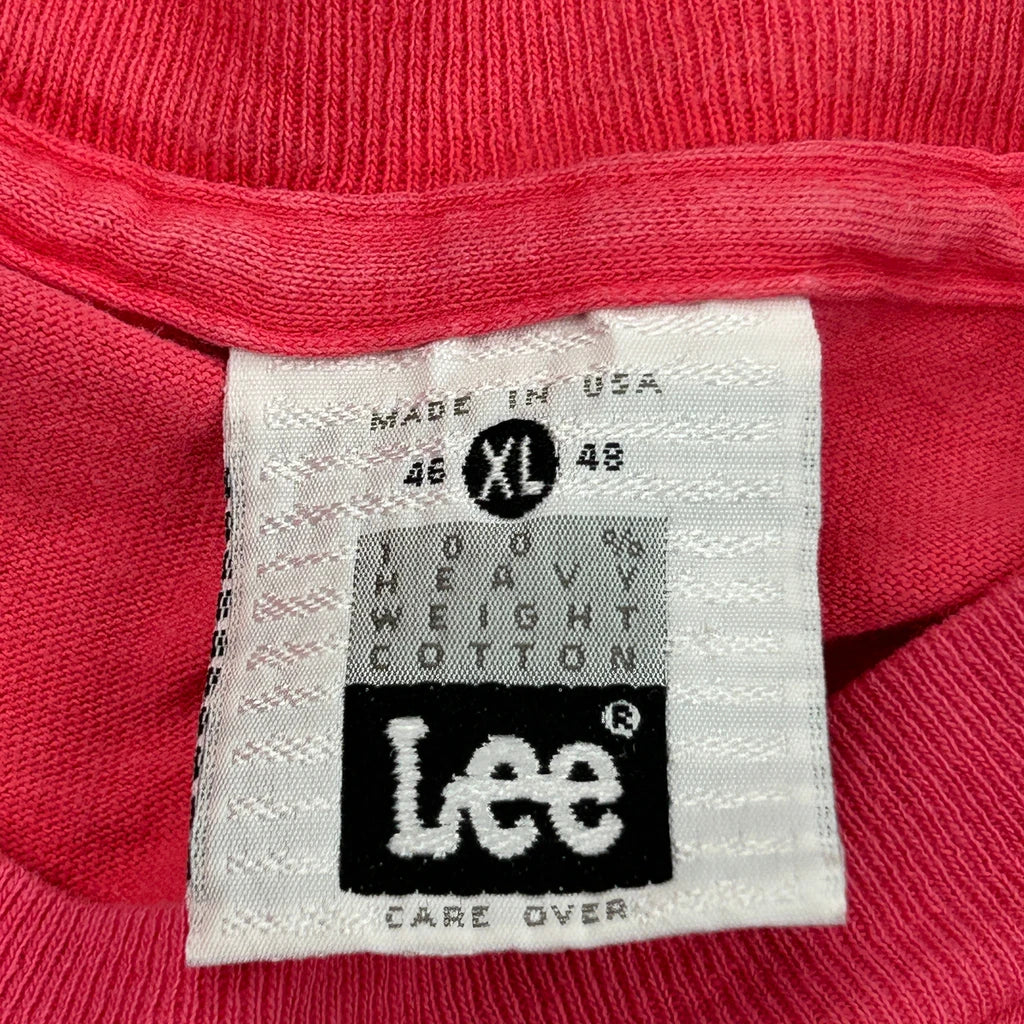 MADE IN USA
46 XL 48
100%
HEAVY
WEIGHT
COTTON
Lee®
CARE OVER